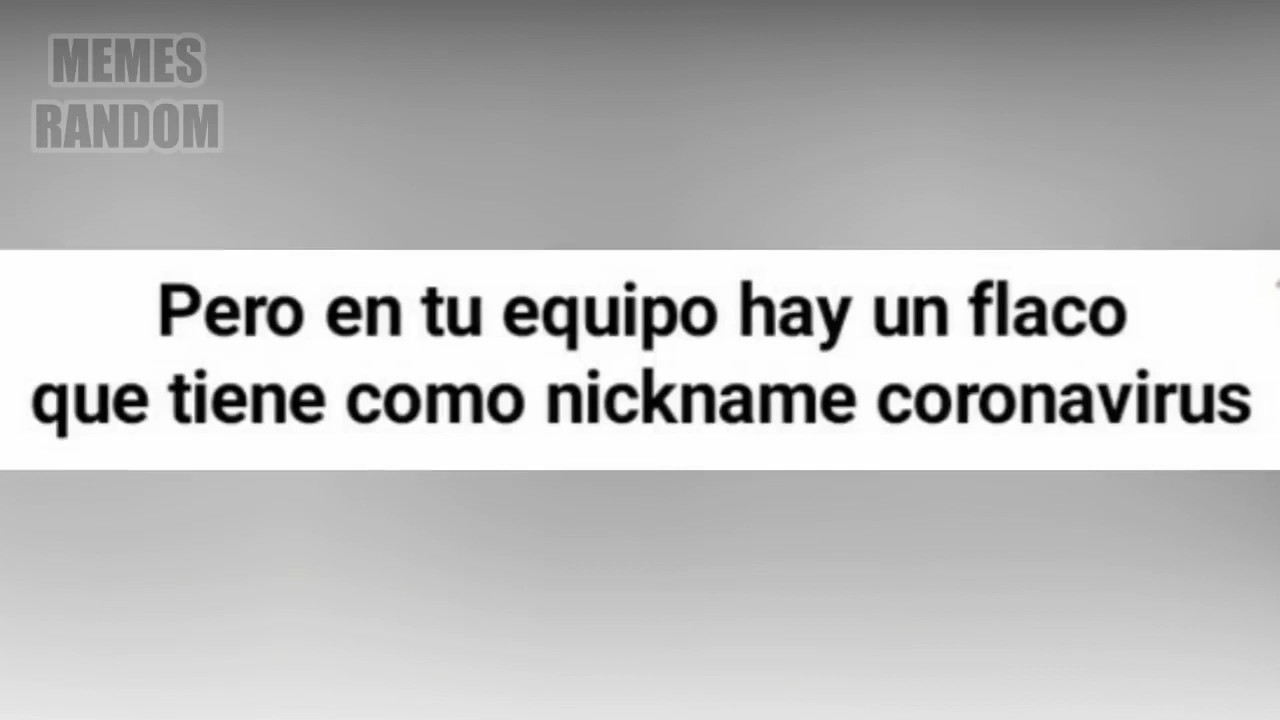 MEMES
RANDOM
Pero en tu equipo hay un flaco
que tiene como nickname coronavirus